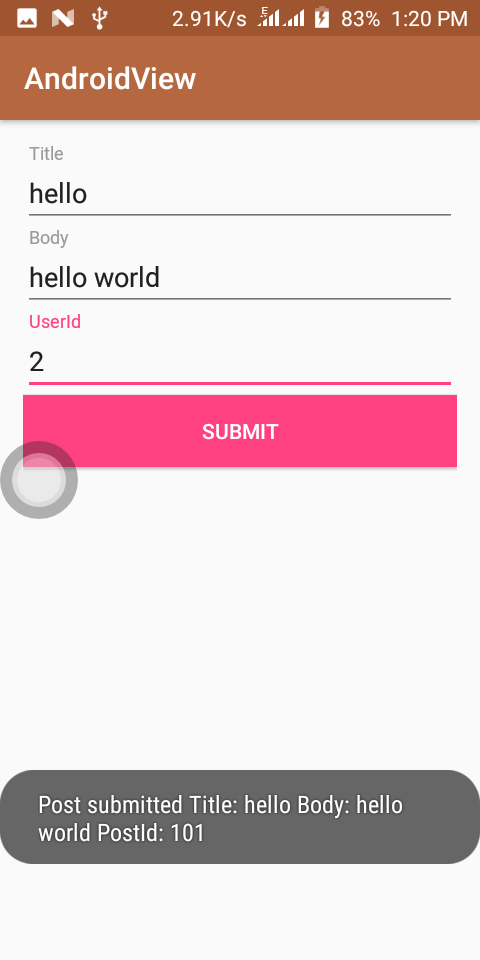 2.91K/s E 83% 1:20 PM
AndroidView
Title
hello
Body
hello world
UserId
2
SUBMIT
Post submitted Title: hello Body: hello
world PostId: 101